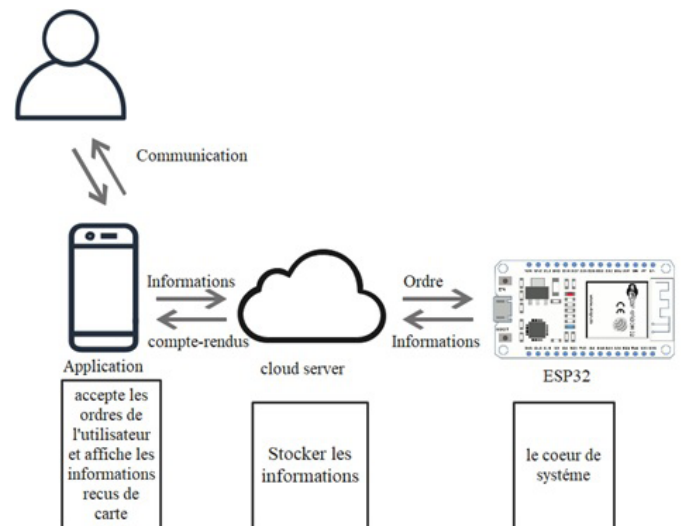 Communication
Informations
compte-rendus
Ordre
Informations
Application
cloud server
ESP32
accepte les
ordres de
l'utilisateur
et affiche les
informations
recus de
carte
Stocker les
informations
le coeur de
systéme